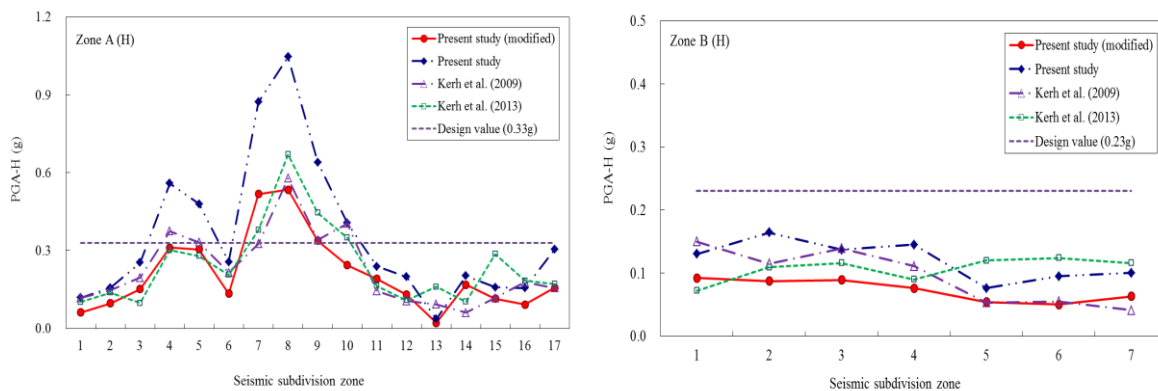 Zone A (H)
Present study (modified)
Present study
Kerh et al. (2009)
Kerh et al. (2013)
Design value (0.33g)
PGA-H (g)
1.2
0.9
0.6
0.3
0.0
1 2 3 4 5 6 7 8 9 10 11 12 13 14 15 16 17
Seismic subdivision zone
Zone B (H)
Present study (modified)
Present study
Kerh et al. (2009)
Kerh et al. (2013)
Design value (0.23g)
PGA-H (g)
0.5
0.4
0.3
0.2
0.1
0.0
1 2 3 4 5 6 7
Seismic subdivision zone